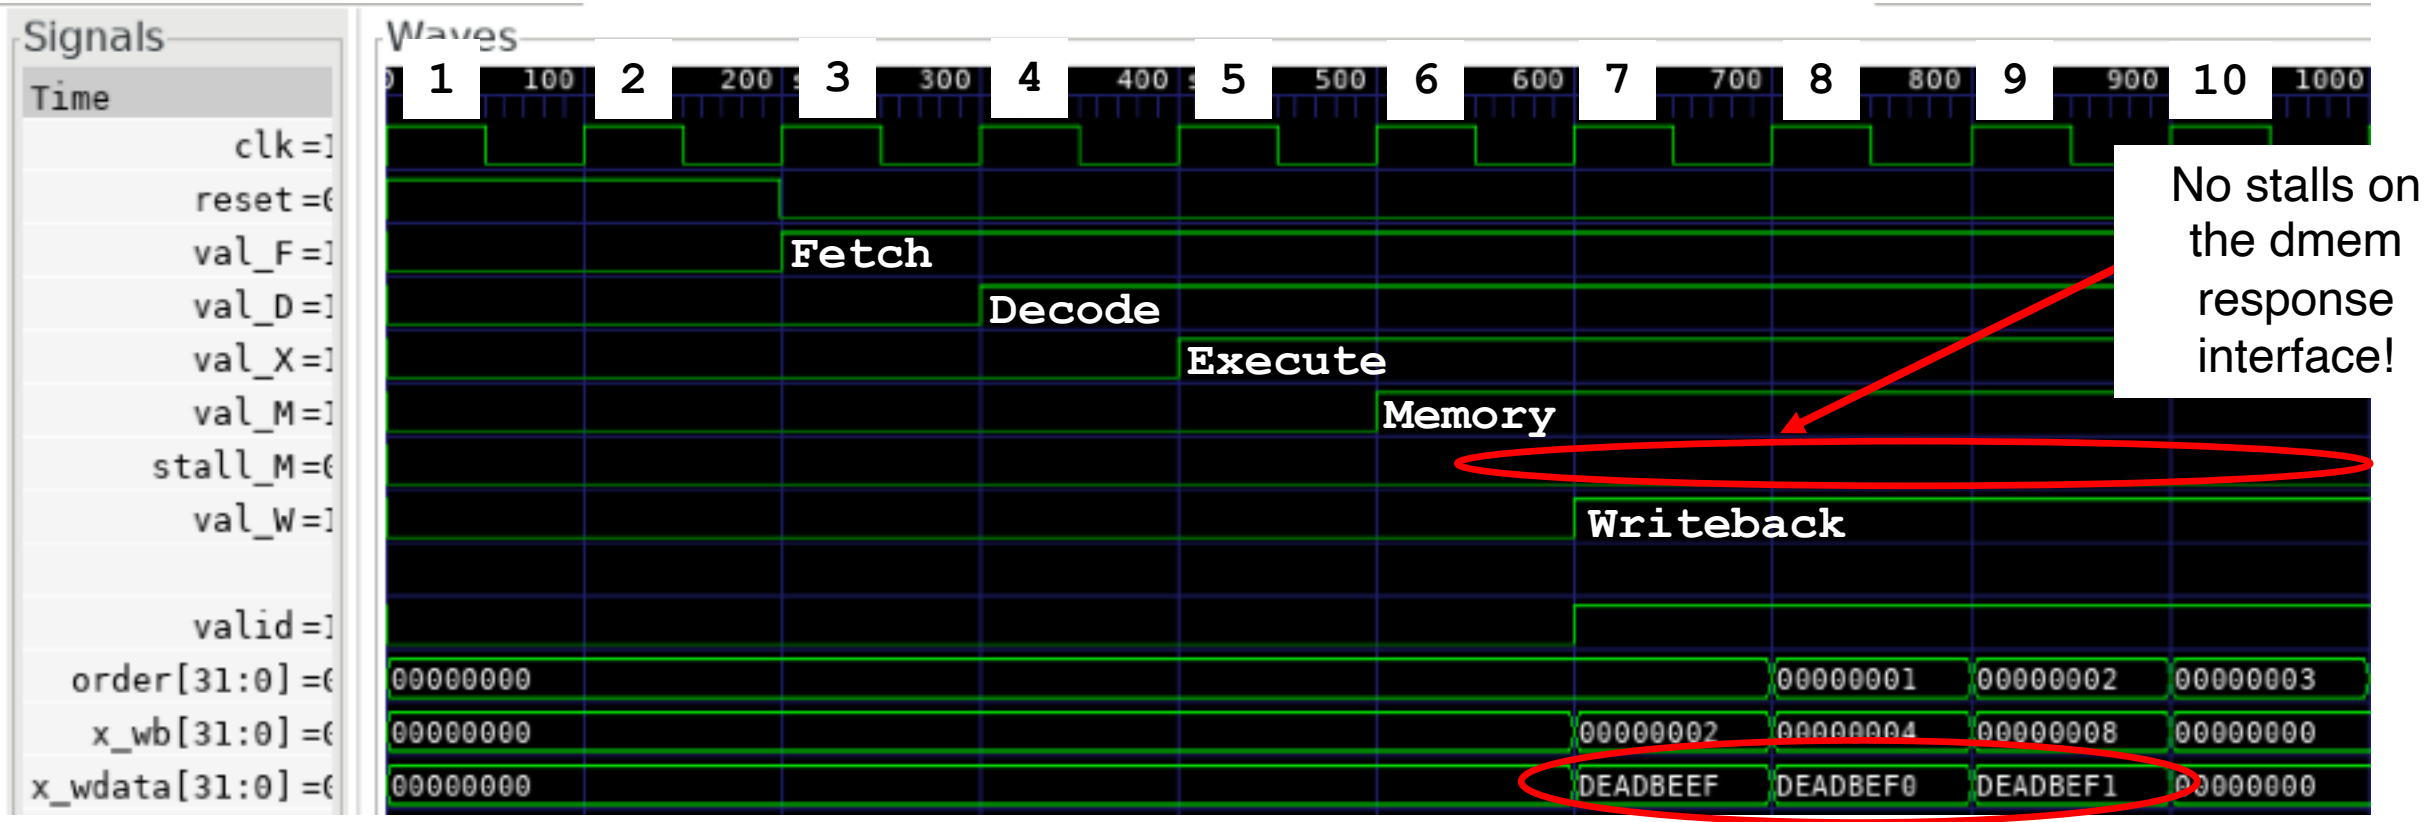 Signals
Waves
Time
1 100 2 200 s 3 300 4 400 s 5 500 6 600 7 700 8 800 9 900 10 1000
clk=1
reset=0
val_F=1
Fetch
val_D=1
Decode
val_X=1
Execute
val_M=1
Memory
stall_M=0
val_W=1
Writeback
No stalls on
the dmem
response
interface!
valid=1
order[31:0]=0 00000000 00000001 00000002 00000003
x_wb[31:0]=0 00000000 00000002 00000004 00000008 00000000
x_wdata[31:0]=0 00000000 DEADBEEF DEADBEF0 DEADBEF1 00000000